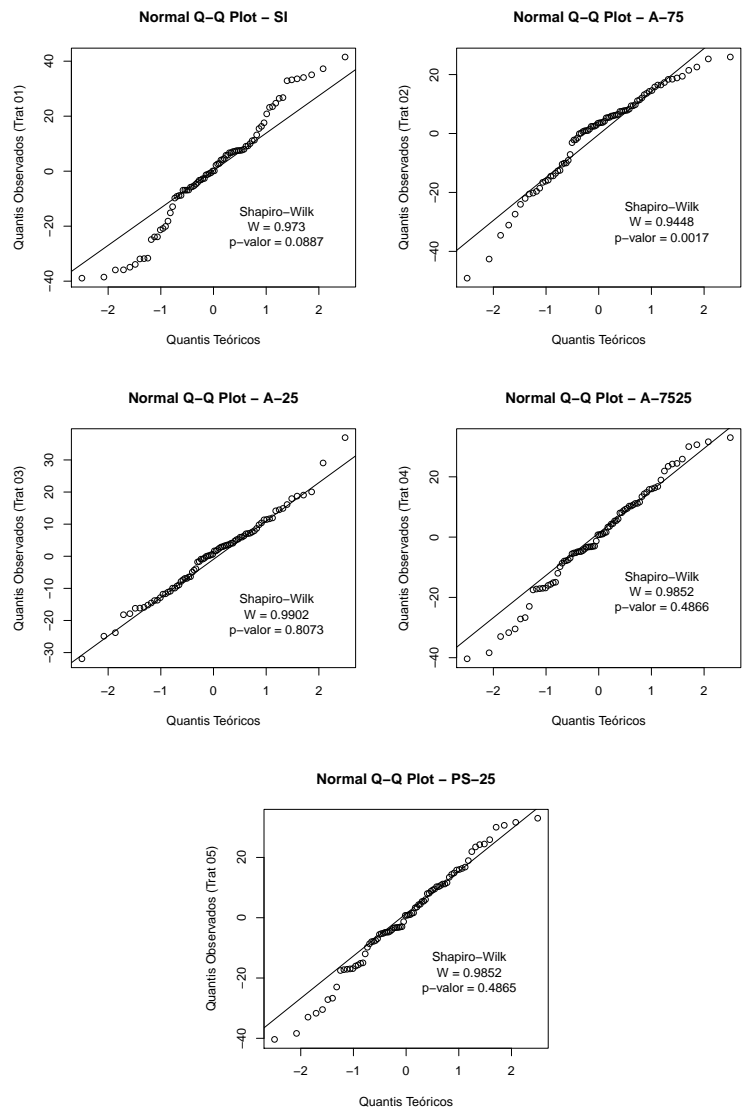 Normal Q−Q Plot − SI
Quantis Observados (Trat 01)
40
20
0
−20
−40
Shapiro−Wilk
W = 0.973
p−valor = 0.0887
−2 −1 0 1 2
Quantis Teóricos
Normal Q−Q Plot − A−75
Quantis Observados (Trat 02)
20
0
−20
−40
Shapiro−Wilk
W = 0.9448
p−valor = 0.0017
−2 −1 0 1 2
Quantis Teóricos
Normal Q−Q Plot − A−25
Quantis Observados (Trat 03)
30
20
10
0
−10
−20
−30
Shapiro−Wilk
W = 0.9902
p−valor = 0.8073
−2 −1 0 1 2
Quantis Teóricos
Normal Q−Q Plot − A−7525
Quantis Observados (Trat 04)
20
0
−20
−40
Shapiro−Wilk
W = 0.9852
p−valor = 0.4866
−2 −1 0 1 2
Quantis Teóricos
Normal Q−Q Plot − PS−25
Quantis Observados (Trat 05)
20
0
−20
−40
Shapiro−Wilk
W = 0.9852
p−valor = 0.4865
−2 −1 0 1 2
Quantis Teóricos